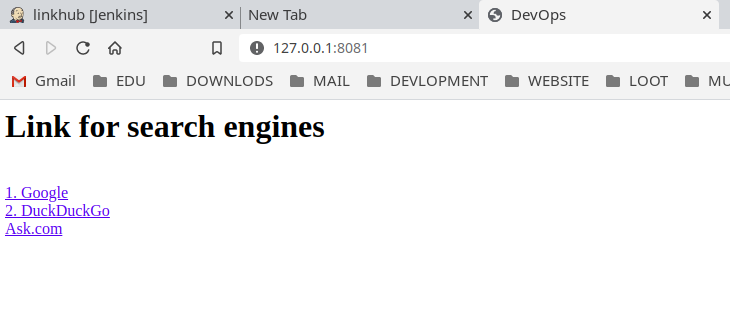 linkhub [Jenkins]
New Tab
DevOps
127.0.0.1:8081
Gmail EDU DOWNLODS MAIL DEVLOPMENT WEBSITE LOOT MU
Link for search engines
1. Google
2. DuckDuckGo
Ask.com